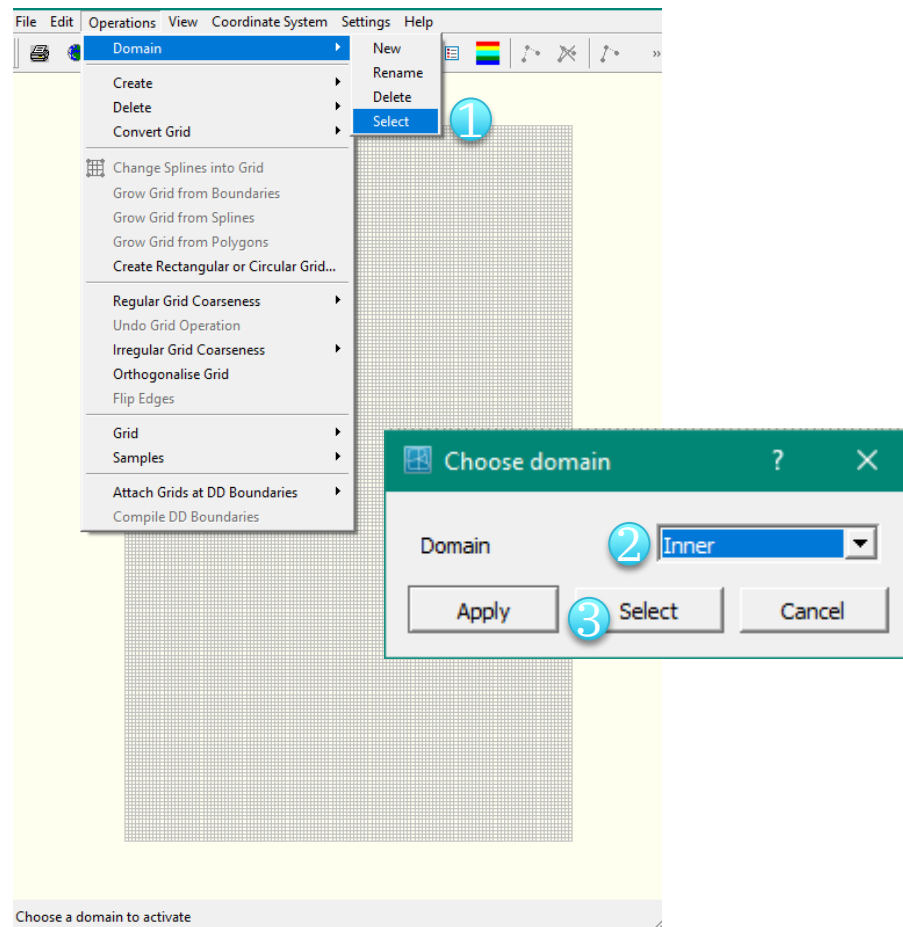 File Edit Operations View Coordinate System Settings Help
Domain
New
Rename
Delete
Select
1
Create
Delete
Convert Grid
Change Splines into Grid
Grow Grid from Boundaries
Grow Grid from Splines
Grow Grid from Polygons
Create Rectangular or Circular Grid...
Regular Grid Coarseness
Undo Grid Operation
Irregular Grid Coarseness
Orthogonalise Grid
Flip Edges
Grid
Samples
Attach Grids at DD Boundaries
Compile DD Boundaries
Choose domain ?
Domain 2 Inner
Apply 3 Select Cancel
Choose a domain to activate